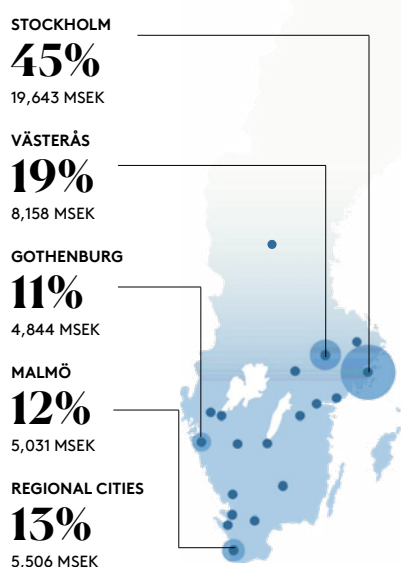 STOCKHOLM
45%
19,643 MSEK
VÄSTERÅS
19%
8,158 MSEK
GOTHENBURG
11%
4,844 MSEK
MALMÖ
12%
5,031 MSEK
REGIONAL CITIES
13%
5,506 MSEK